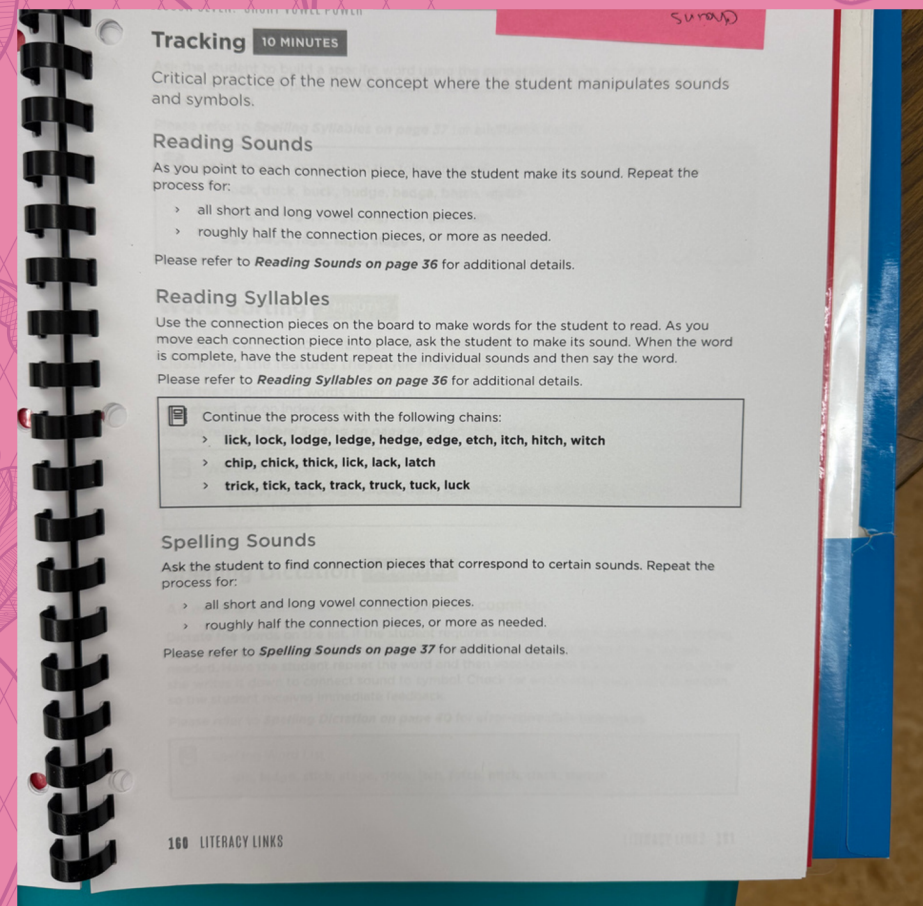 Tracking 10 MINUTES
Critical practice of the new concept where the student manipulates sounds
and symbols.
Reading Sounds
As you point to each connection piece, have the student make its sound. Repeat the
process for:
› all short and long vowel connection pieces.
› roughly half the connection pieces, or more as needed.
Please refer to Reading Sounds on page 36 for additional details.
Reading Syllables
Use the connection pieces on the board to make words for the student to read. As you
move each connection piece into place, ask the student to make its sound. When the word
is complete, have the student repeat the individual sounds and then say the word.
Please refer to Reading Syllables on page 36 for additional details.
Continue the process with the following chains:
› lick, lock, lodge, ledge, hedge, edge, etch, itch, hitch, witch
› chip, chick, thick, lick, lack, latch
› trick, tick, tack, track, truck, tuck, luck
Spelling Sounds
Ask the student to find connection pieces that correspond to certain sounds. Repeat the
process for:
› all short and long vowel connection pieces.
› roughly half the connection pieces, or more as needed.
Please refer to Spelling Sounds on page 37 for additional details.
160 LITERACY LINKS